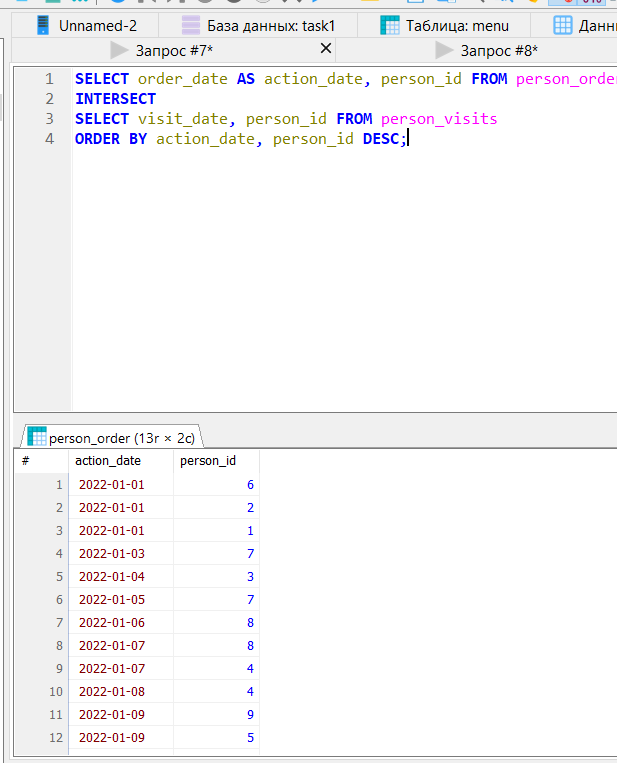 Unnamed-2 База данных: task1 Таблица: menu Данн
Запрос #7* Запрос #8*
1 SELECT order_date AS action_date, person_id FROM person_order
2 INTERSECT
3 SELECT visit_date, person_id FROM person_visits
4 ORDER BY action_date, person_id DESC;
person_order (13r × 2c)
# action_date person_id
1 2022-01-01 6
2 2022-01-01 2
3 2022-01-01 1
4 2022-01-03 7
5 2022-01-04 3
6 2022-01-05 7
7 2022-01-06 8
8 2022-01-07 8
9 2022-01-07 4
10 2022-01-08 4
11 2022-01-09 9
12 2022-01-09 5